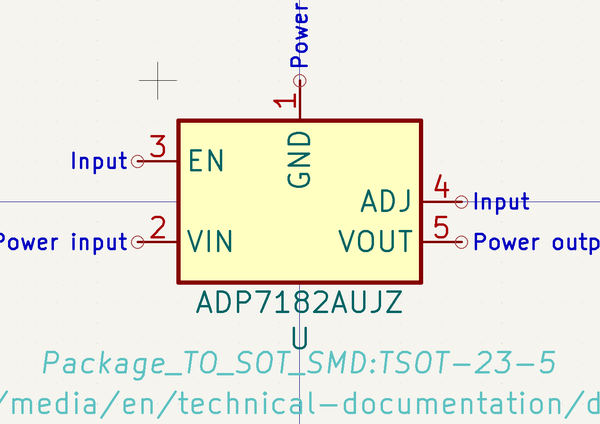 Power
1
GND
Input 3 EN
ADJ 4 Input
Power input 2 VIN
VOUT 5 Power outp
ADP7182AUJZ
U
Package_TO_SOT_SMD:TSOT-23-5
/media/en/technical-documentation/d